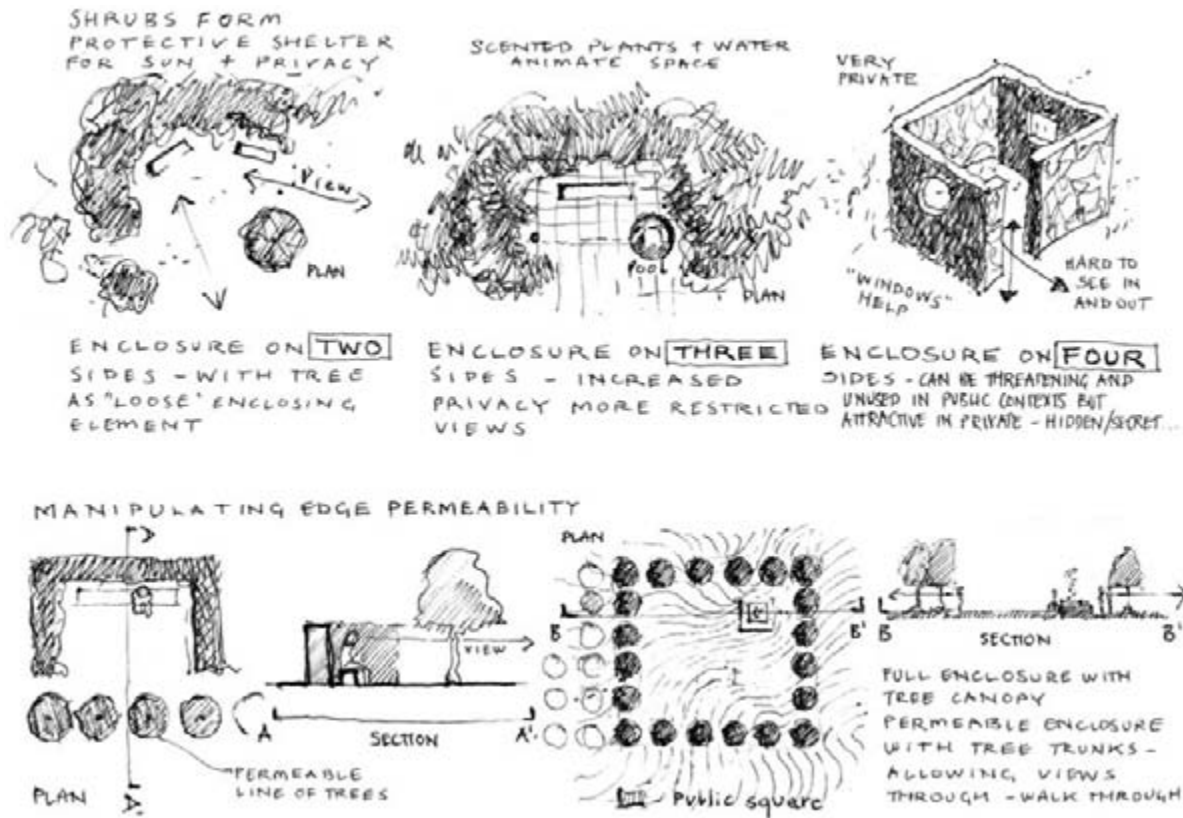 SHRUBS FORM
PROTECTIVE SHELTER
FOR SUN + PRIVACY
View
PLAN
ENCLOSURE ON TWO
SIDES - WITH TREE
AS "LOOSE' ENCLOSING
ELEMENT
SCENTED PLANTS + WATER
ANIMATE SPACE
POOL
PLAN
ENCLOSURE ON THREE
SIDES - INCREASED
PRIVACY MORE RESTRICTED
VIEWS
VERY
PRIVATE
"WINDOWS"
HELP
HARD TO
SEE IN
AND OUT
ENCLOSURE ON FOUR
SIDES - CAN BE THREATENING AND
UNUSED IN PUBLIC CONTEXTS BUT
ATTRACTIVE IN PRIVATE - HIDDEN/SECRET...
MANIPULATING EDGE PERMEABILITY
PLAN
A
A'
PERMEABLE
LINE OF TREES
VIEW
A
SECTION
A'
PLAN
B
B'
Public square
B
SECTION
B'
FULL ENCLOSURE WITH
TREE CANOPY
PERMEABLE ENCLOSURE
WITH TREE TRUNKS -
ALLOWING VIEWS
THROUGH - WALK THROUGH